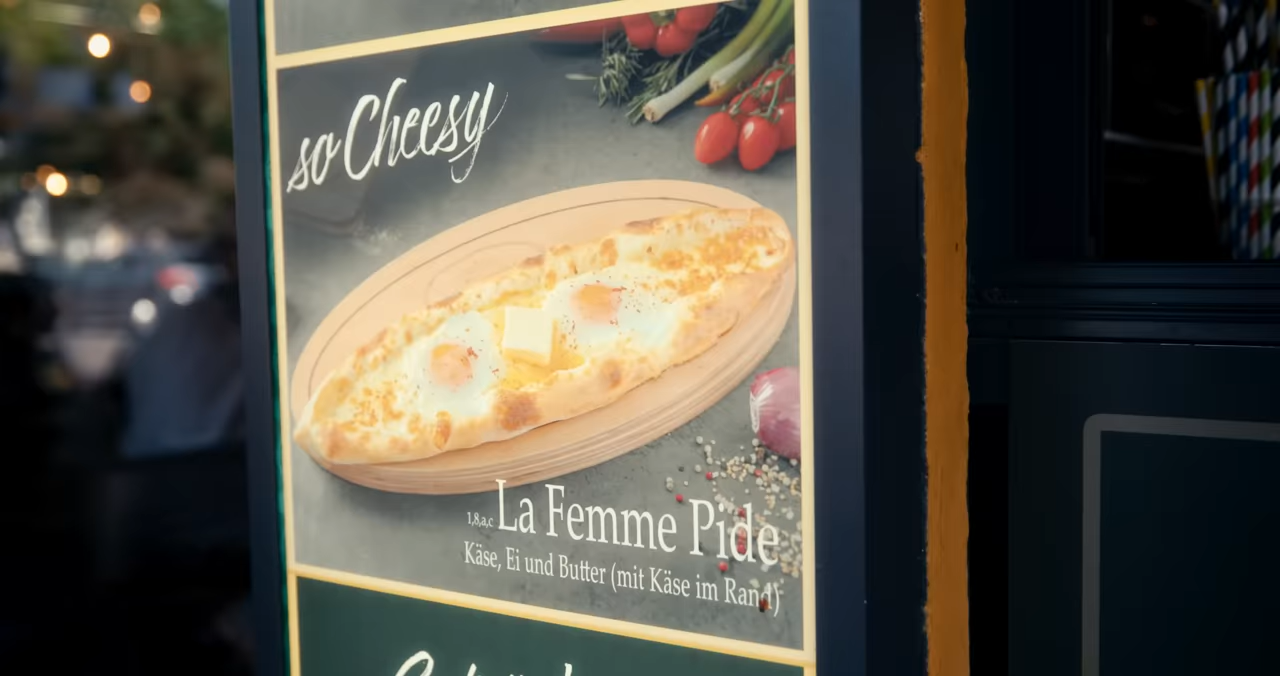 so Cheesy
1,8,a,c La Femme Pide
Käse, Ei und Butter (mit Käse im Rand)